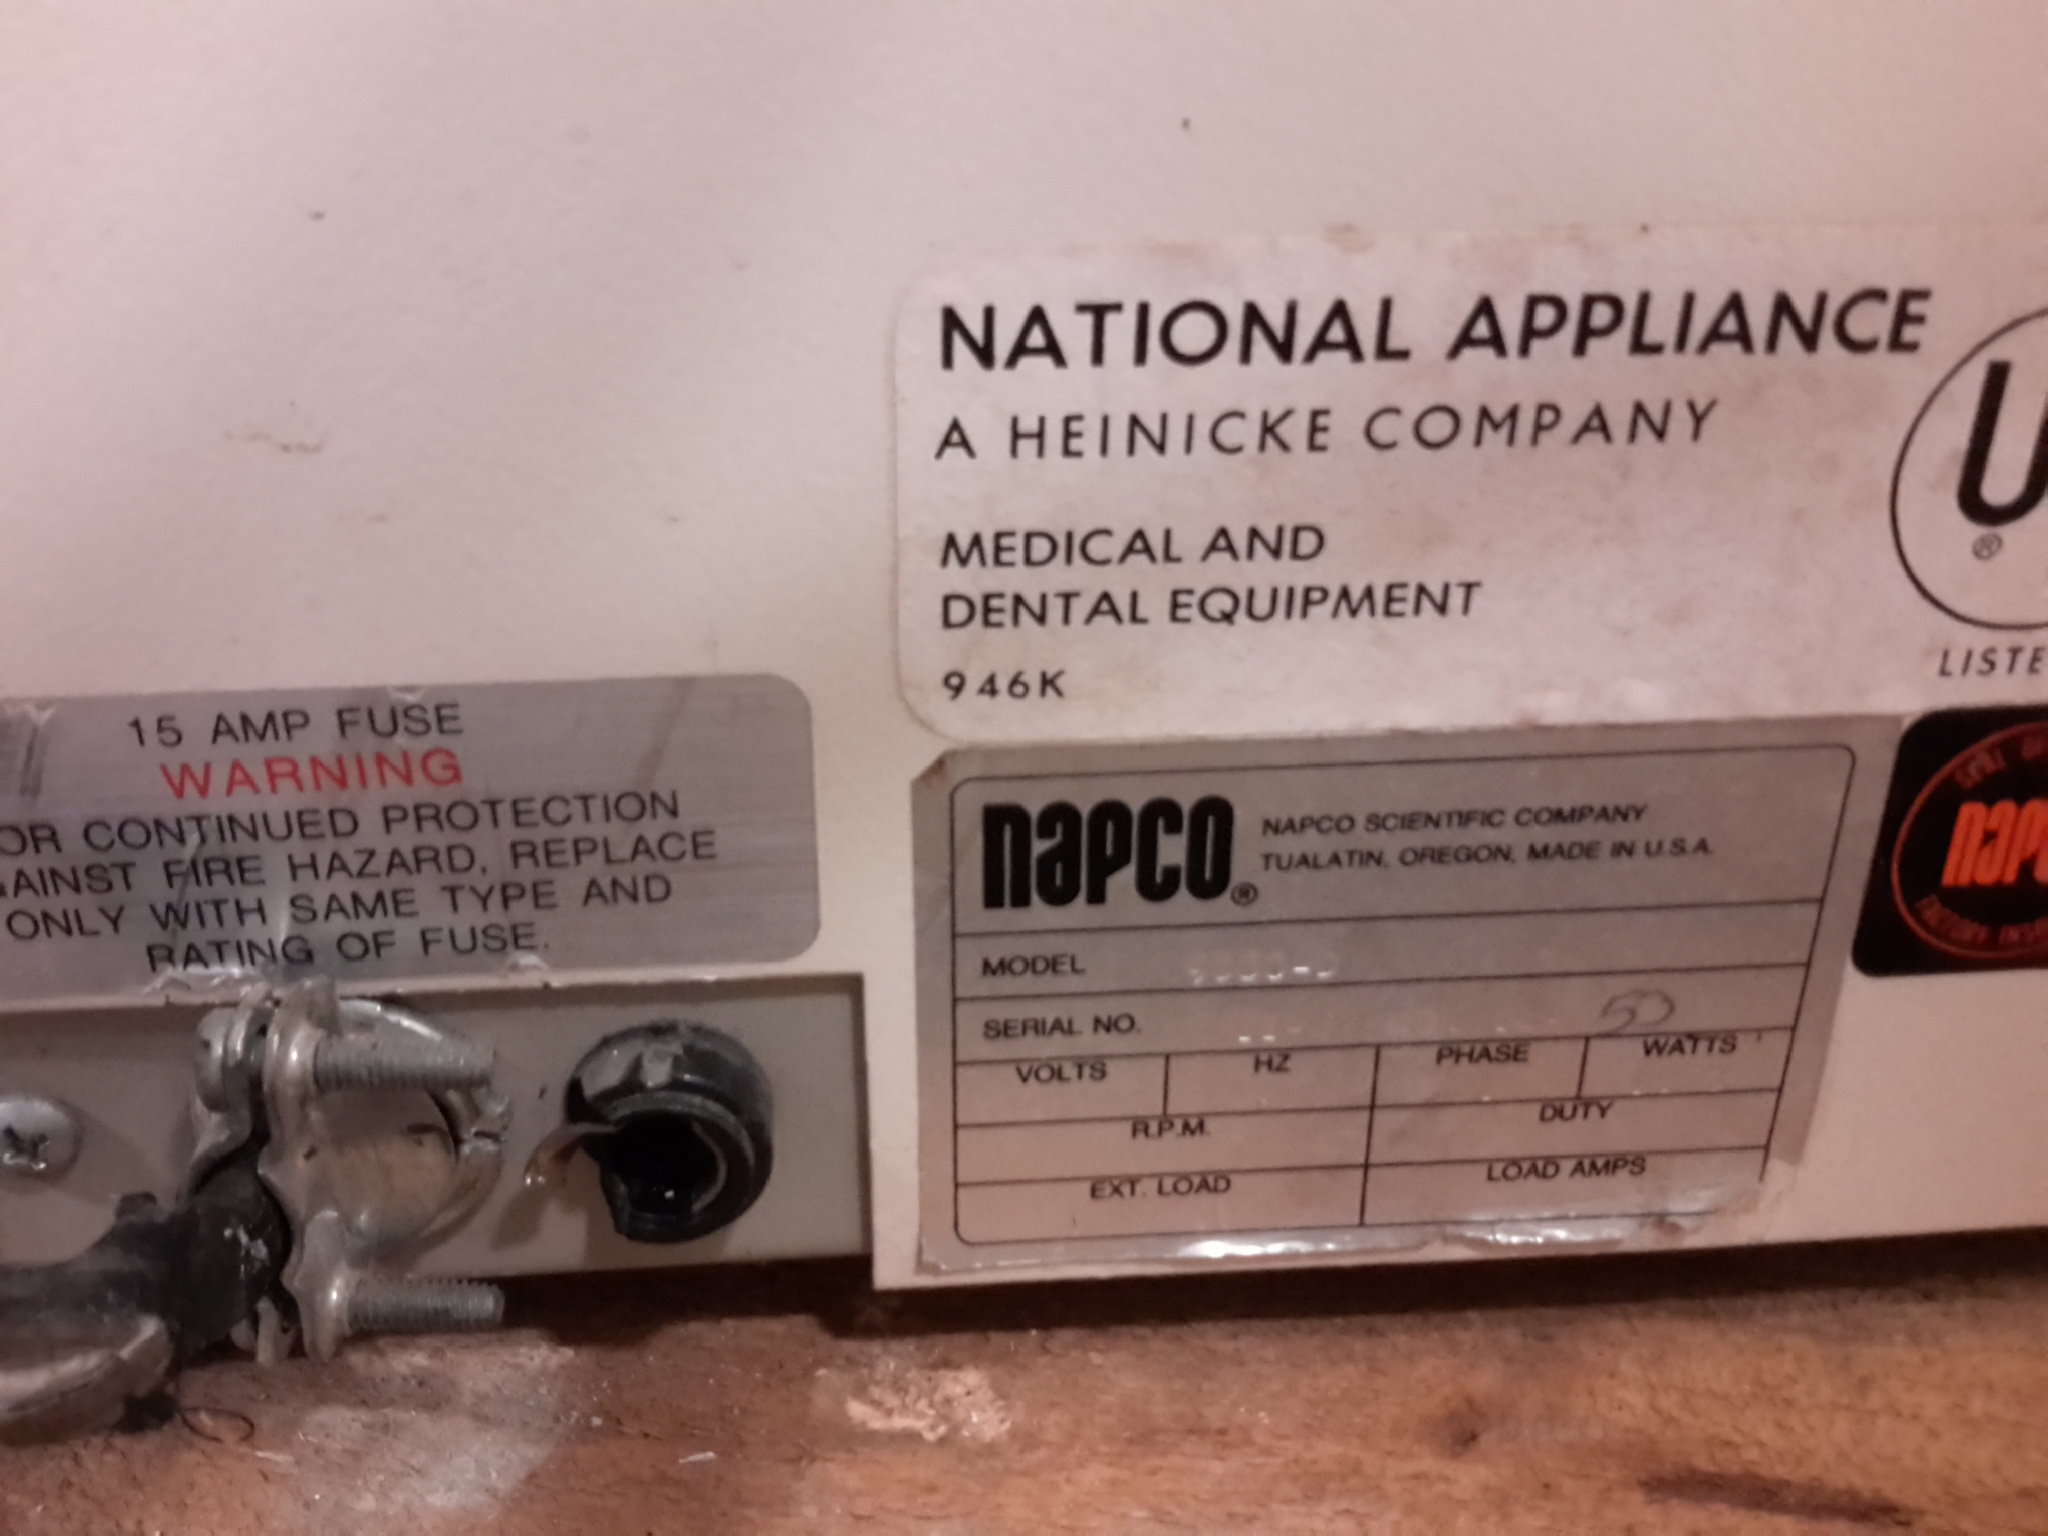 NATIONAL APPLIANCE
A HEINICKE COMPANY
MEDICAL AND
DENTAL EQUIPMENT
946K
U
®
LISTE
15 AMP FUSE
WARNING
OR CONTINUED PROTECTION
AINST FIRE HAZARD, REPLACE
ONLY WITH SAME TYPE AND
RATING OF FUSE.
napco®
NAPCO SCIENTIFIC COMPANY
TUALATIN, OREGON, MADE IN U.S.A.
MODEL
SERIAL NO.
50
VOLTS HZ PHASE WATTS
R.P.M. DUTY
EXT. LOAD LOAD AMPS